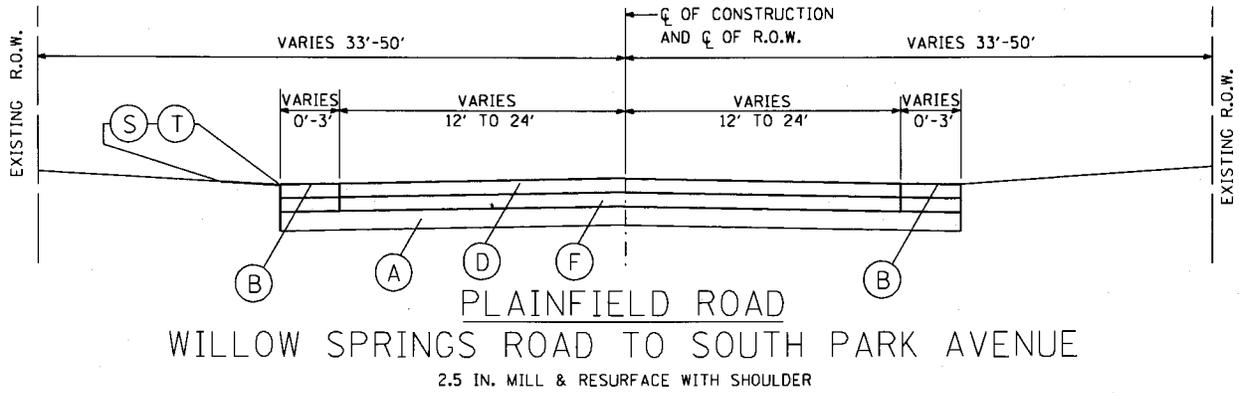 ℄ OF CONSTRUCTION
AND ℄ OF R.O.W.
VARIES 33'-50'
VARIES 33'-50'
EXISTING R.O.W.
EXISTING R.O.W.
VARIES
0'-3'
VARIES
12' TO 24'
VARIES
12' TO 24'
VARIES
0'-3'
S
T
B
A
D
F
B
PLAINFIELD ROAD
WILLOW SPRINGS ROAD TO SOUTH PARK AVENUE
2.5 IN. MILL & RESURFACE WITH SHOULDER